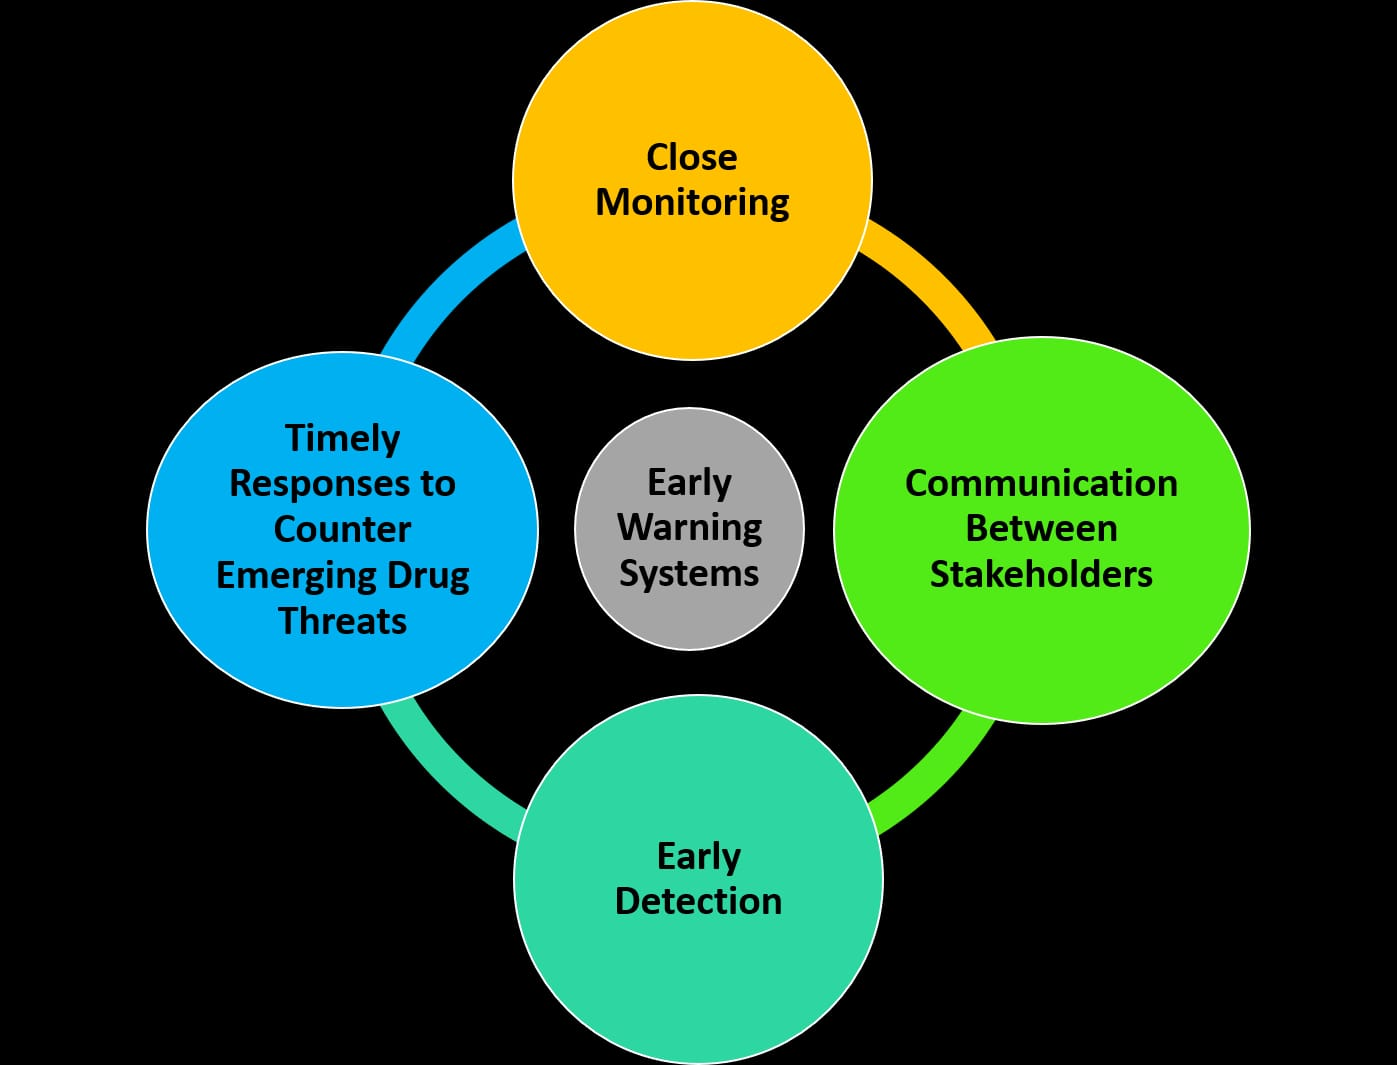 Close
Monitoring
Timely
Responses to
Counter
Emerging Drug
Threats
Early
Warning
Systems
Communication
Between
Stakeholders
Early
Detection